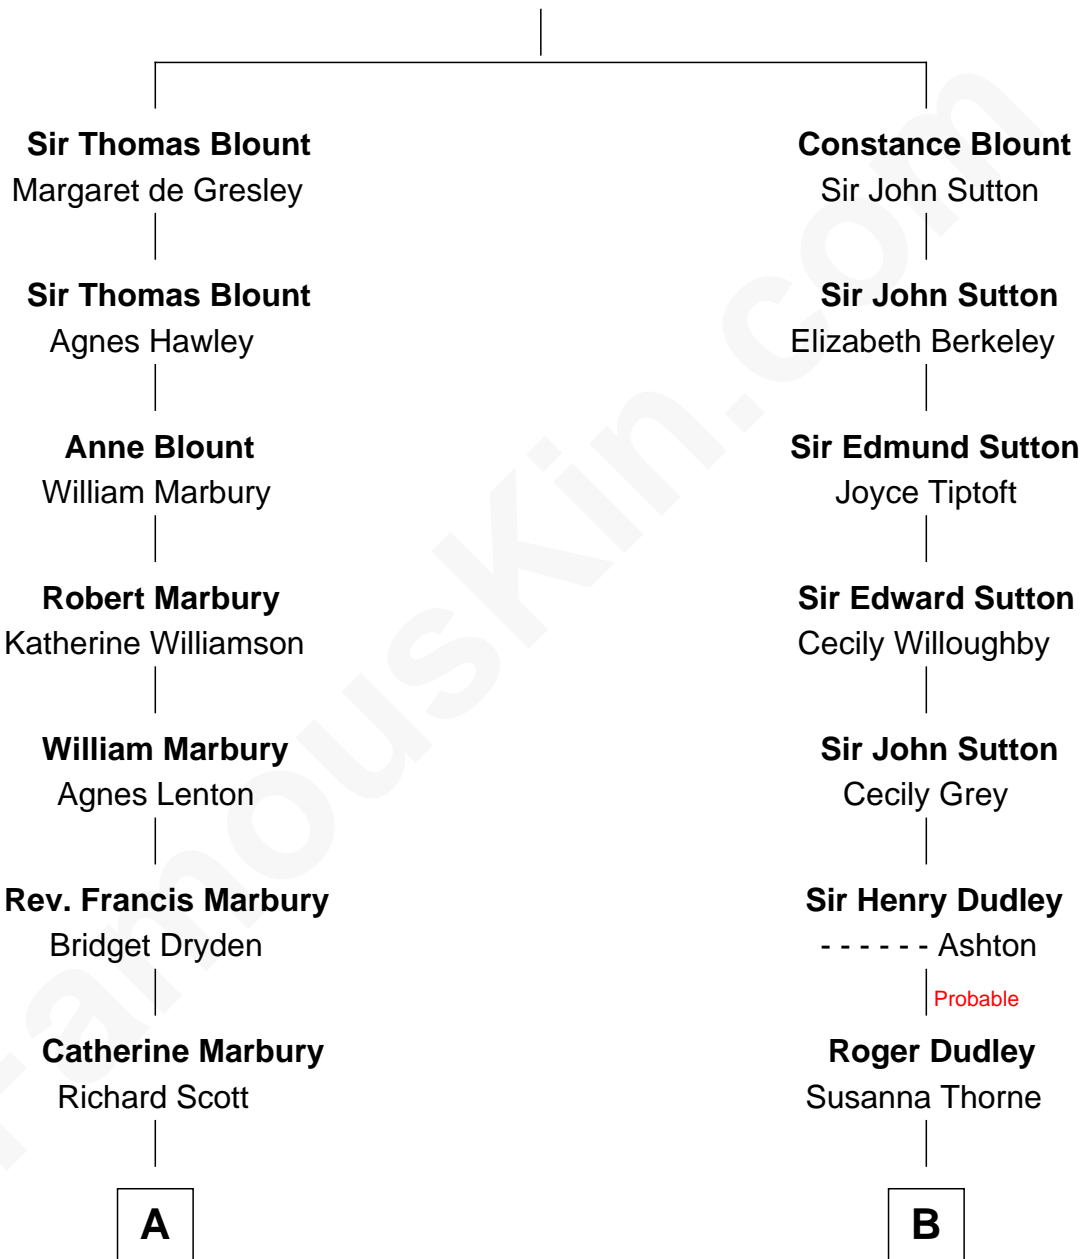 Sir Thomas Blount
Margaret de Gresley
Sir Thomas Blount
Agnes Hawley
Anne Blount
William Marbury
Robert Marbury
Katherine Williamson
William Marbury
Agnes Lenton
Rev. Francis Marbury
Bridget Dryden
Catherine Marbury
Richard Scott
A
Constance Blount
Sir John Sutton
Sir John Sutton
Elizabeth Berkeley
Sir Edmund Sutton
Joyce Tiptoft
Sir Edward Sutton
Cecily Willoughby
Sir John Sutton
Cecily Grey
Sir Henry Dudley
- - - - - - Ashton
Probable
Roger Dudley
Susanna Thorne
B
FamousKin.com